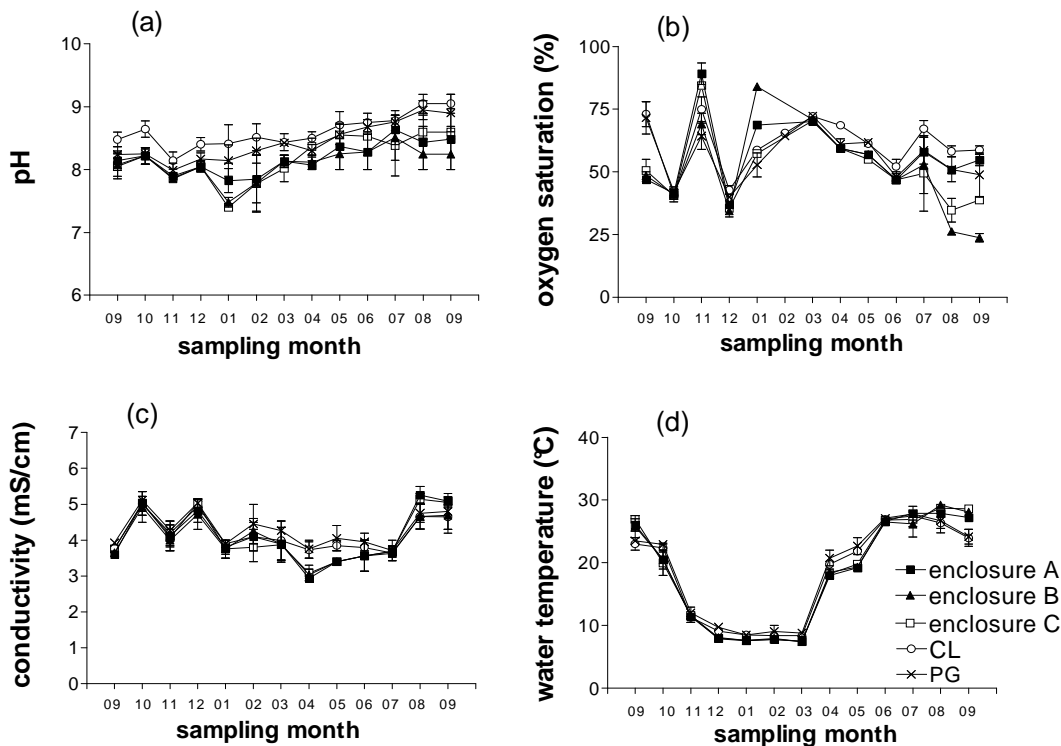 (a)
10
9
8
7
6
pH
09 10 11 12 01 02 03 04 05 06 07 08 09
sampling month
(b)
100
75
50
25
0
oxygen saturation (%)
09 10 11 12 01 02 03 04 05 06 07 08 09
sampling month
(c)
7
6
5
4
3
2
1
0
conductivity (mS/cm)
09 10 11 12 01 02 03 04 05 06 07 08 09
sampling month
(d)
40
30
20
10
0
water temperature (°C)
09 10 11 12 01 02 03 04 05 06 07 08 09
sampling month
enclosure A
enclosure B
enclosure C
CL
PG